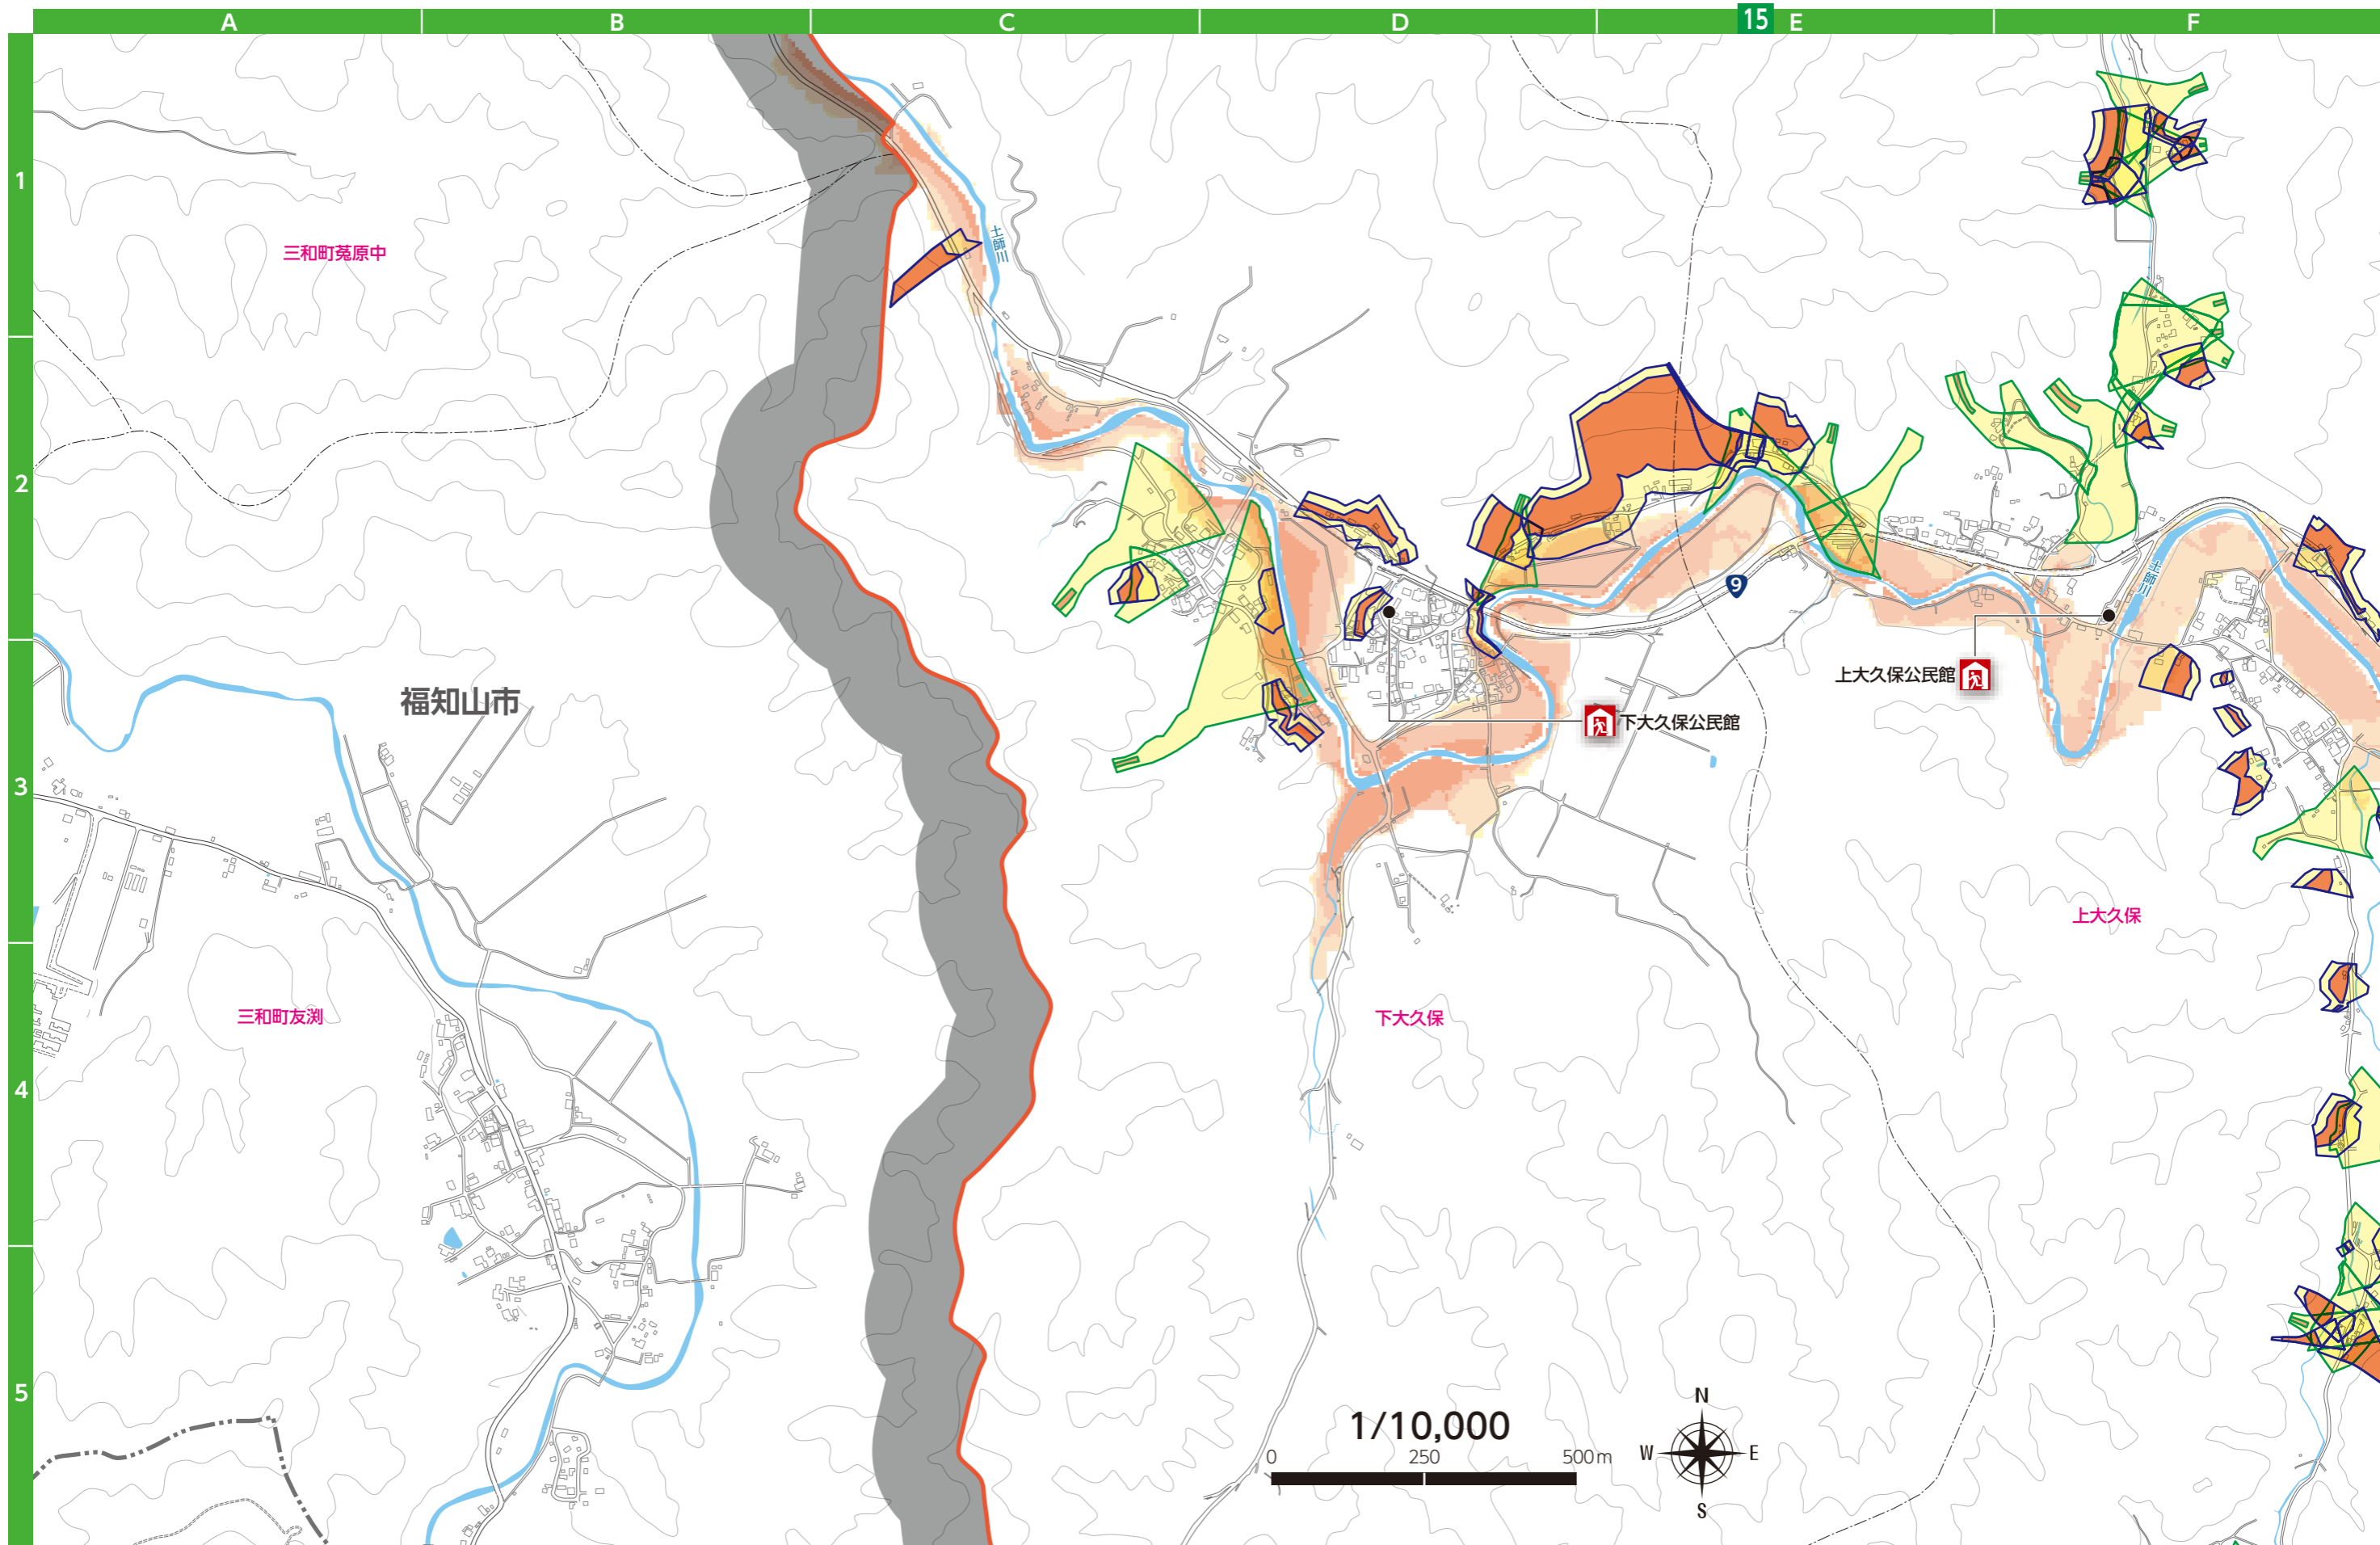 A
B
C
D
15
E
F
1
2
3
4
5
三和町菟原中
土師川
9
土師川
上大久保公民館
福知山市
下大久保公民館
上大久保
三和町友渕
下大久保
1/10,000
0
250
500m
N
W
E
S